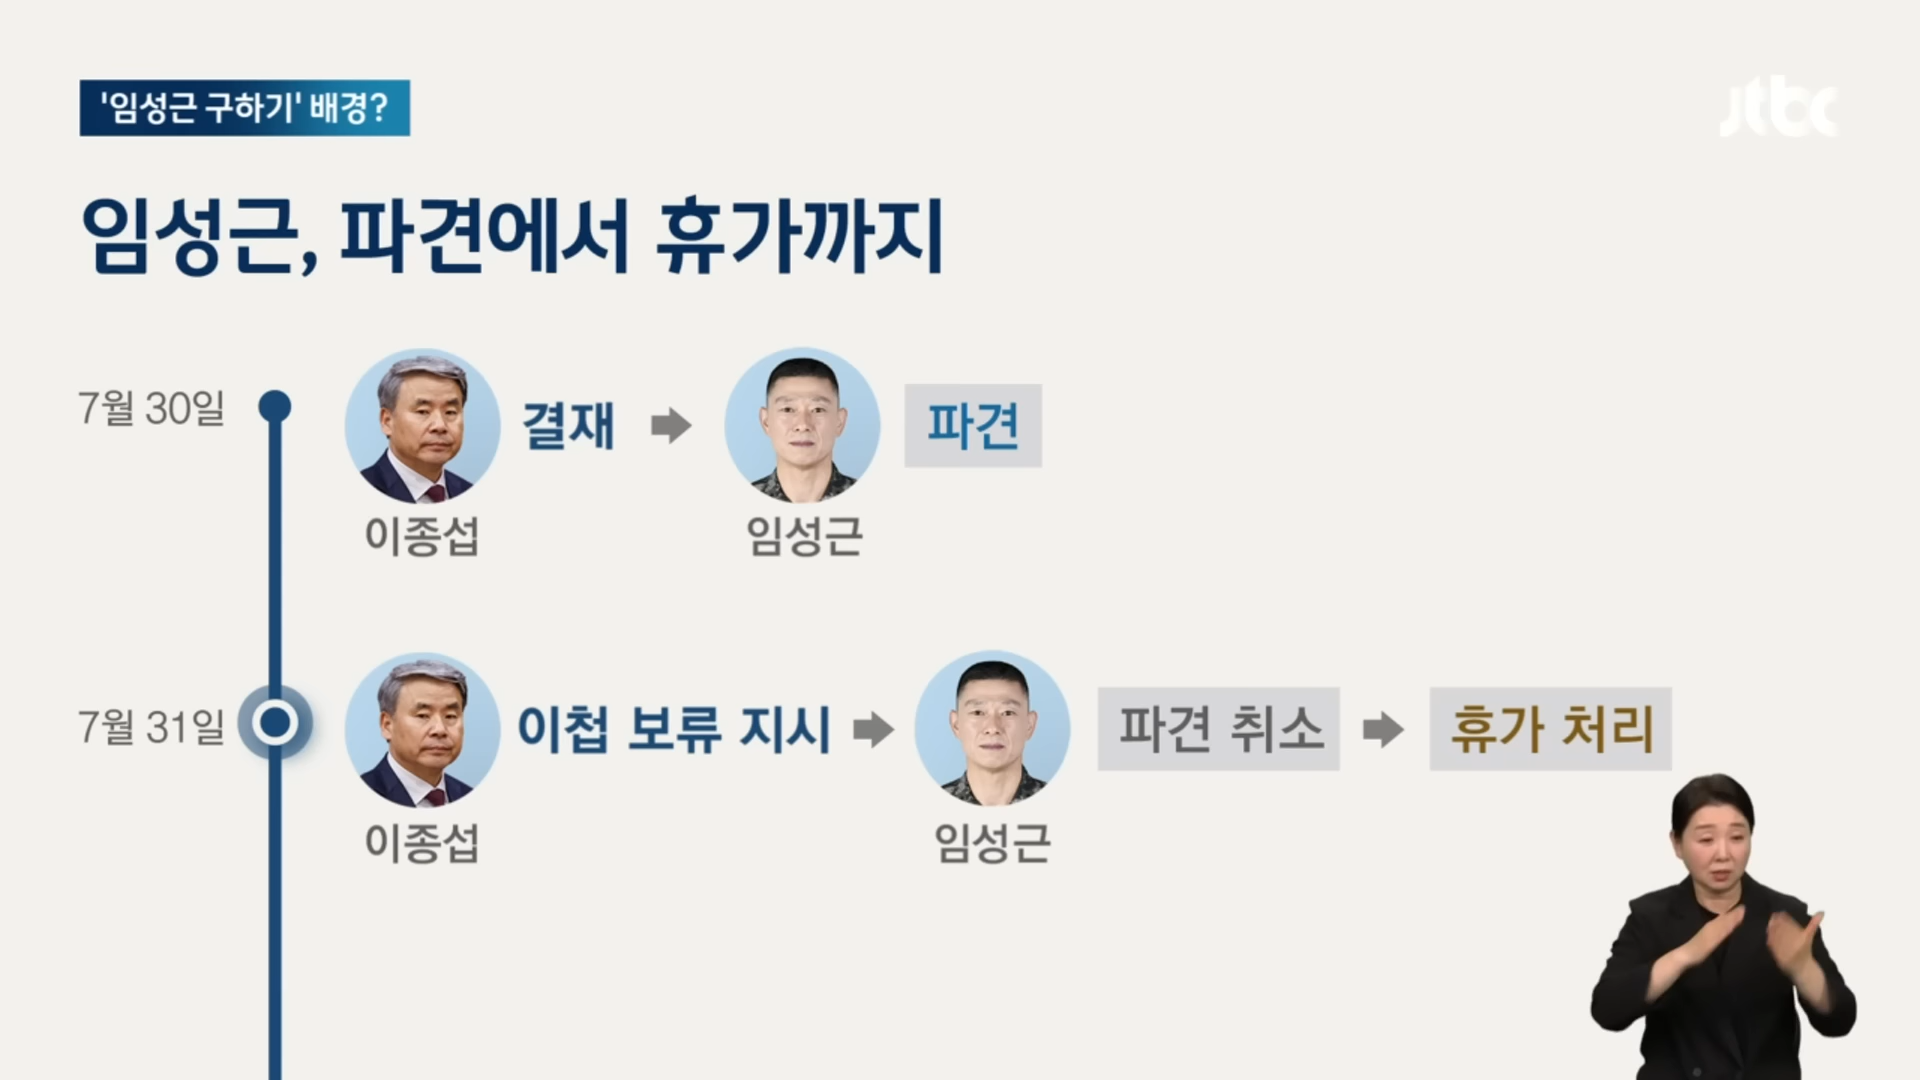 '임성근 구하기' 배경?
jtbc
임성근, 파견에서 휴가까지
7월 30일
결재
파견
이종섭
임성근
7월 31일
이첩 보류 지시
파견 취소
휴가 처리
이종섭
임성근